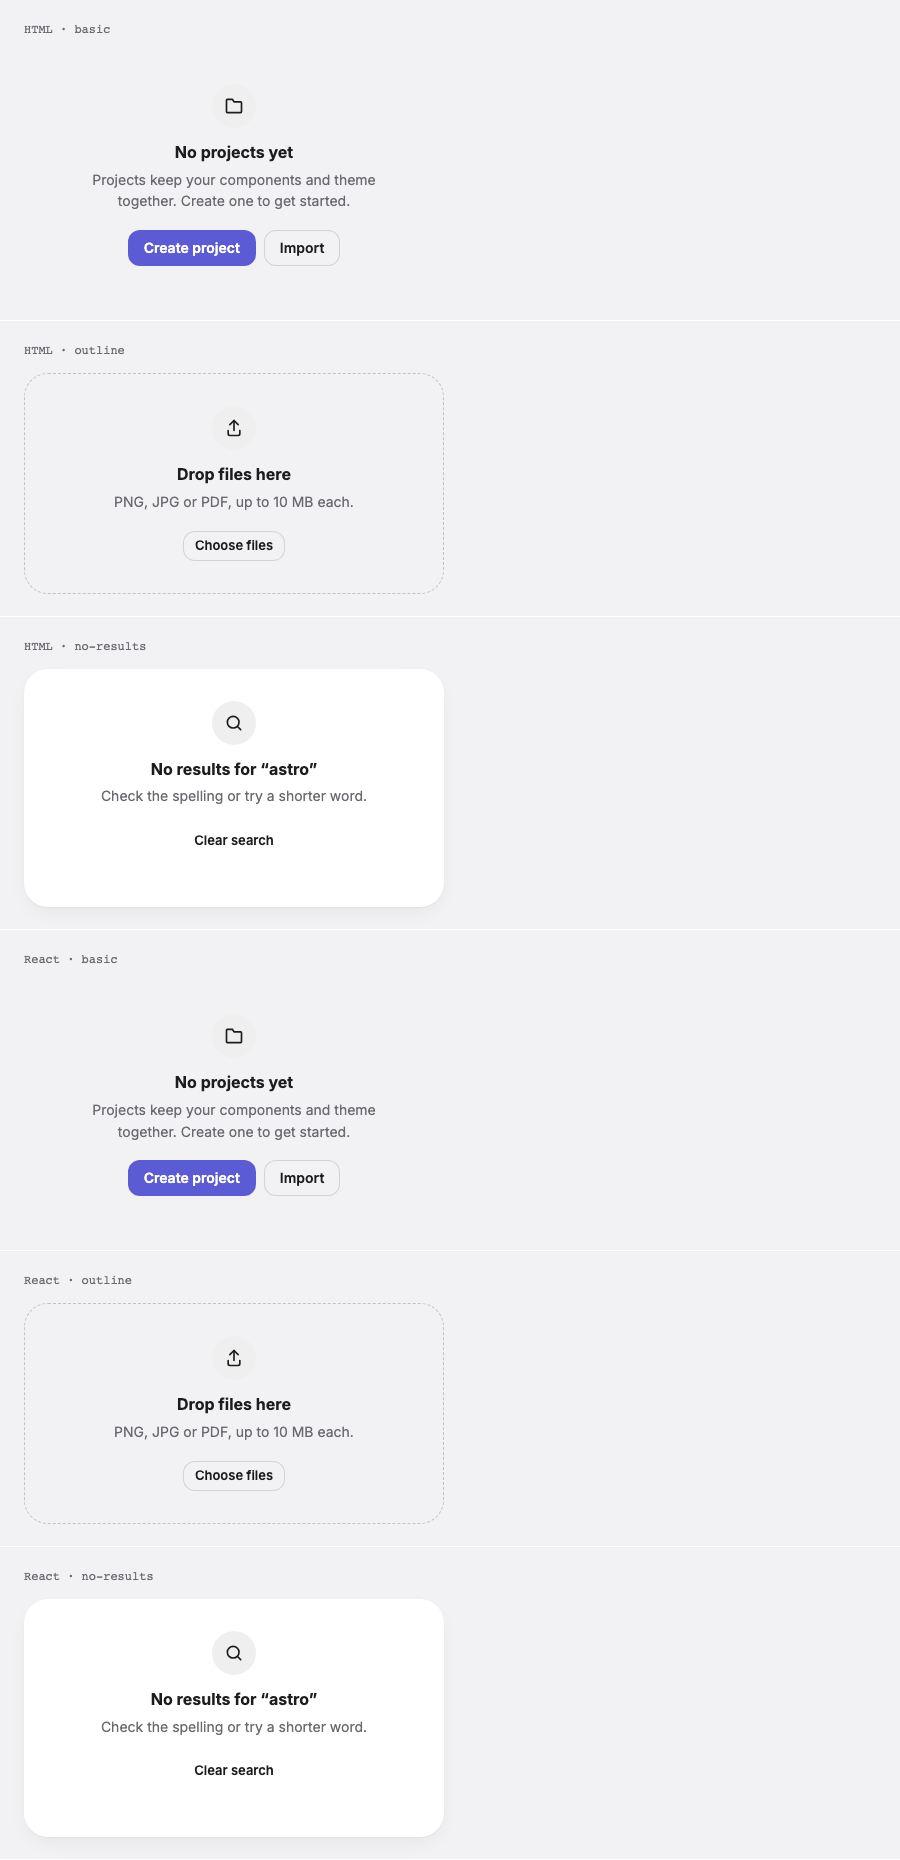 HTML · basic
No projects yet
Projects keep your components and theme
together. Create one to get started.
Create project
Import
HTML · outline
Drop files here
PNG, JPG or PDF, up to 10 MB each.
Choose files
HTML · no-results
No results for “astro”
Check the spelling or try a shorter word.
Clear search
React · basic
No projects yet
Projects keep your components and theme
together. Create one to get started.
Create project
Import
React · outline
Drop files here
PNG, JPG or PDF, up to 10 MB each.
Choose files
React · no-results
No results for “astro”
Check the spelling or try a shorter word.
Clear search